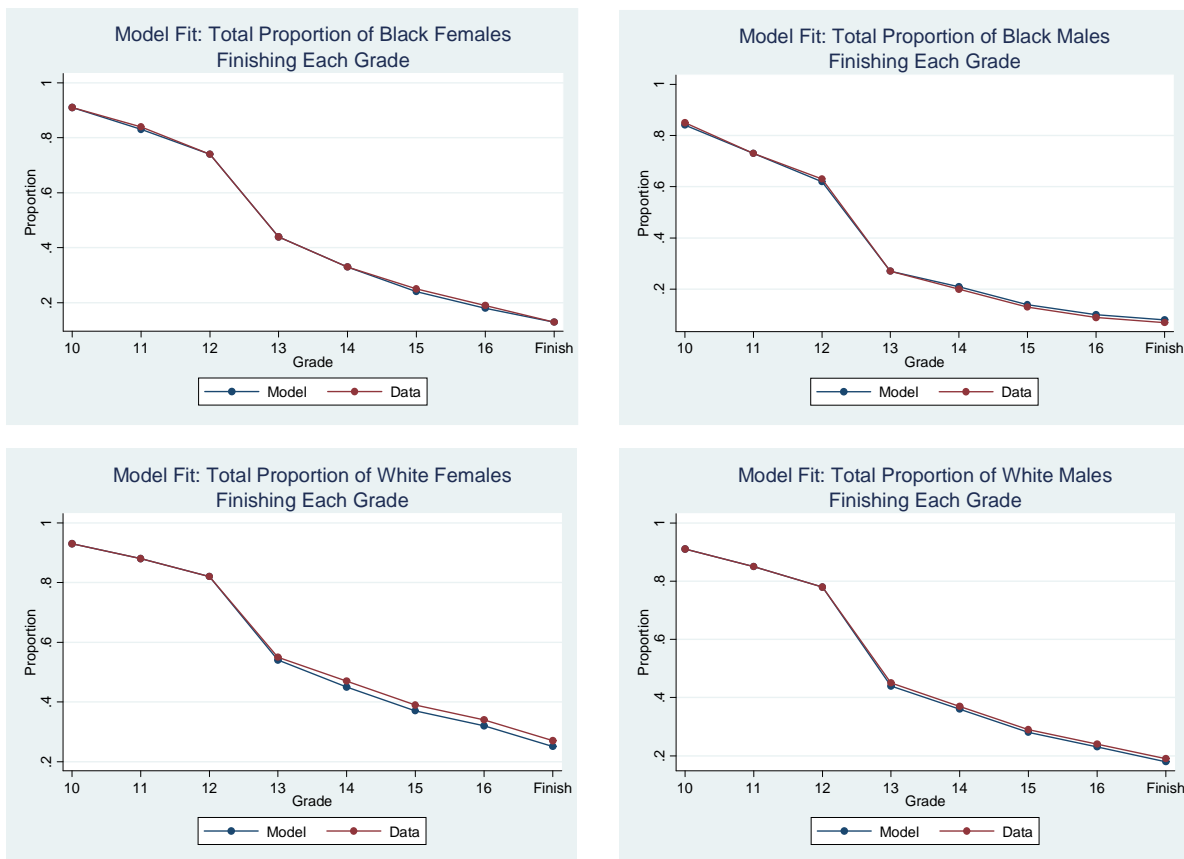 Model Fit: Total Proportion of Black Females
Finishing Each Grade
Proportion
1
.8
.6
.4
.2
10 11 12 13 14 15 16 Finish
Grade
Model Data
Model Fit: Total Proportion of Black Males
Finishing Each Grade
Proportion
1
.8
.6
.4
.2
10 11 12 13 14 15 16 Finish
Grade
Model Data
Model Fit: Total Proportion of White Females
Finishing Each Grade
Proportion
1
.8
.6
.4
.2
10 11 12 13 14 15 16 Finish
Grade
Model Data
Model Fit: Total Proportion of White Males
Finishing Each Grade
Proportion
1
.8
.6
.4
.2
10 11 12 13 14 15 16 Finish
Grade
Model Data